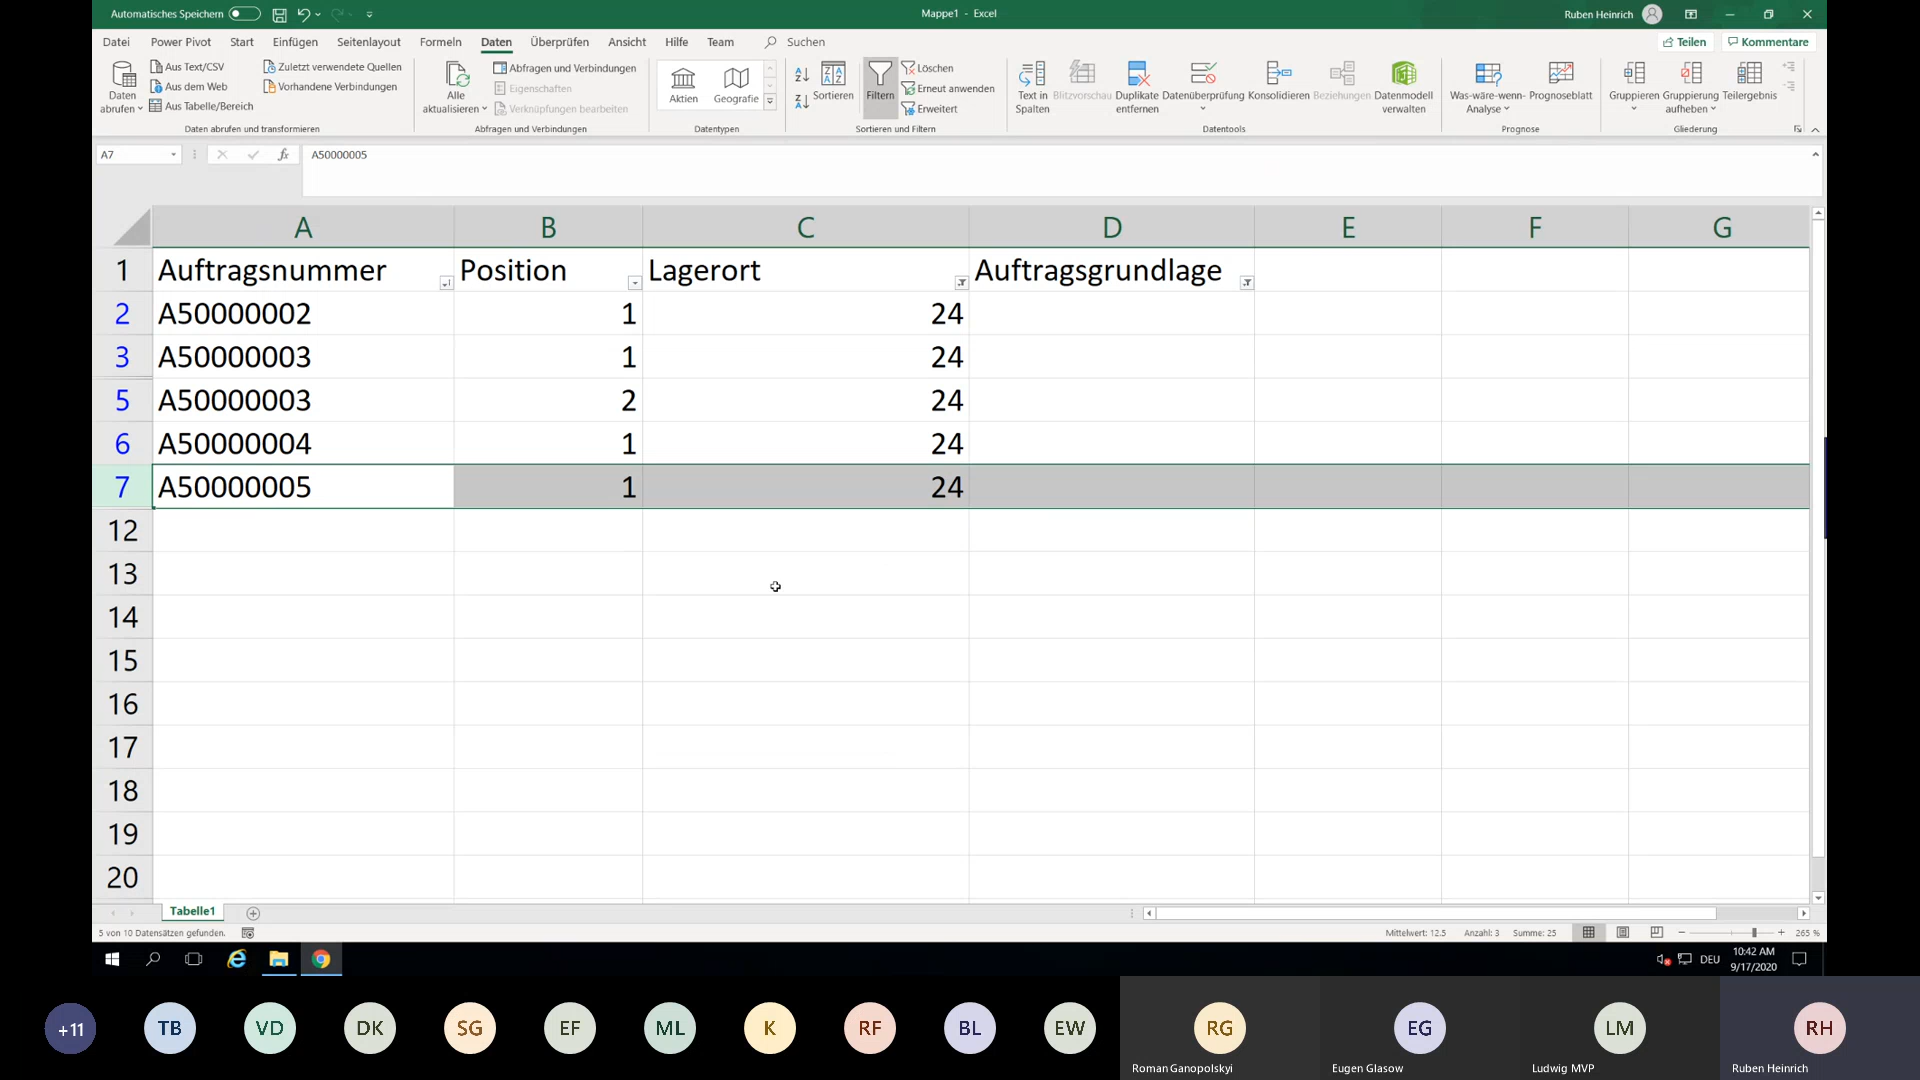 Automatisches Speichern
Mappe1 - Excel
Ruben Heinrich
Datei Power Pivot Start Einfügen Seitenlayout Formeln Daten Überprüfen Ansicht Hilfe Team Suchen
Teilen Kommentare
Daten abrufen
Aus Text/CSV
Aus dem Web
Aus Tabelle/Bereich
Zuletzt verwendete Quellen
Vorhandene Verbindungen
Daten abrufen und transformieren
Alle aktualisieren
Abfragen und Verbindungen
Eigenschaften
Verknüpfungen bearbeiten
Abfragen und Verbindungen
Aktien Geografie
Datentypen
Sortieren
Filtern
Löschen
Erneut anwenden
Erweitert
Sortieren und Filtern
Text in Spalten
Blitzvorschau
Duplikate entfernen
Datenüberprüfung
Konsolidieren
Beziehungen
Datenmodell verwalten
Datentools
Was-wäre-wenn-Analyse
Prognoseblatt
Prognose
Gruppieren
Gruppierung aufheben
Teilergebnis
Gliederung
A7 fx A50000005
A B C D E F G
1 Auftragsnummer Position Lagerort Auftragsgrundlage
2 A50000002 1 24
3 A50000003 1 24
5 A50000003 2 24
6 A50000004 1 24
7 A50000005 1 24
12
13
14
15
16
17
18
19
20
Tabelle1
5 von 10 Datensätzen gefunden.
Mittelwert: 12.5 Anzahl: 3 Summe: 25
265 %
DEU
10:42 AM
9/17/2020
+11 TB VD DK SG EF ML K RF BL EW RG EG LM RH
Roman Ganopolskyi
Eugen Glasow
Ludwig MVP
Ruben Heinrich